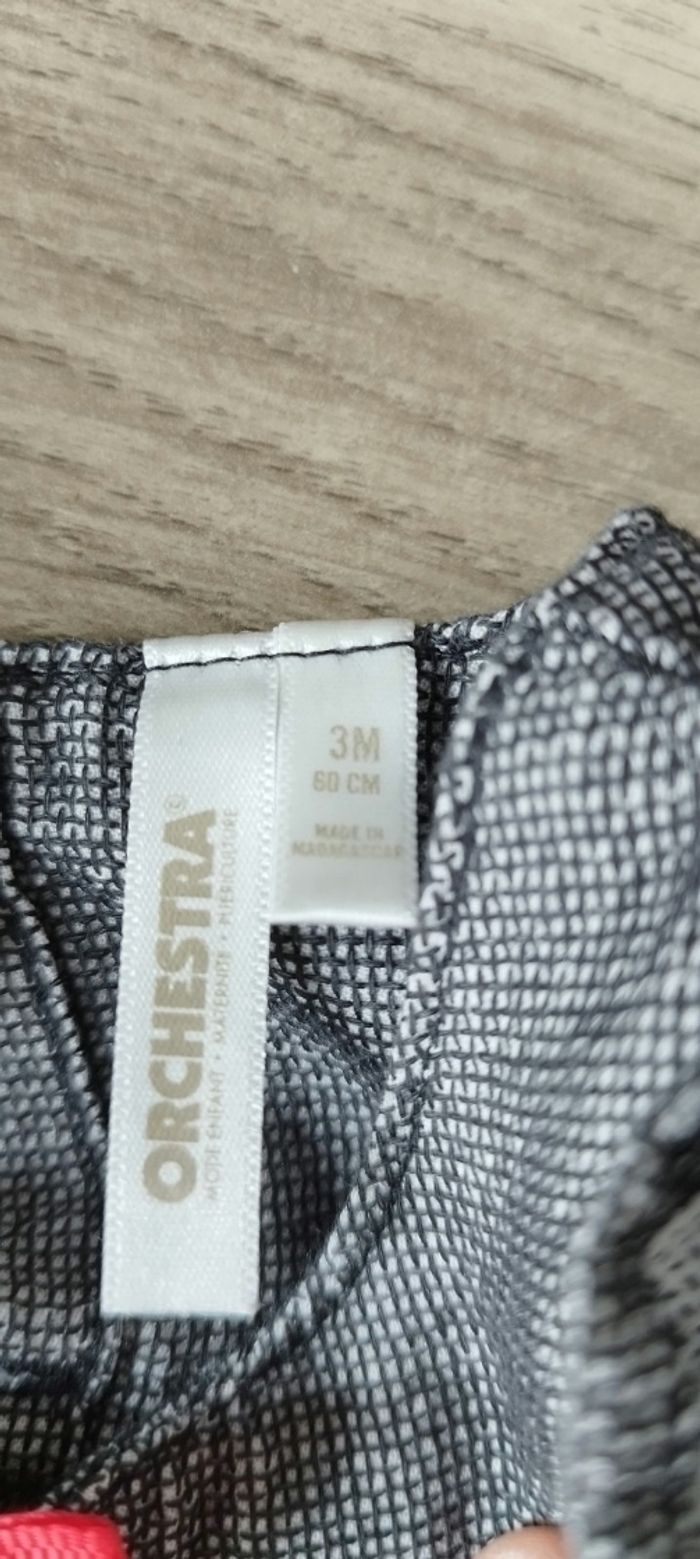 ORCHESTRA®
MODE ENFANT • MATERNITÉ • PUÉRICULTURE
3M
60 CM
MADE IN
MADAGASCAR